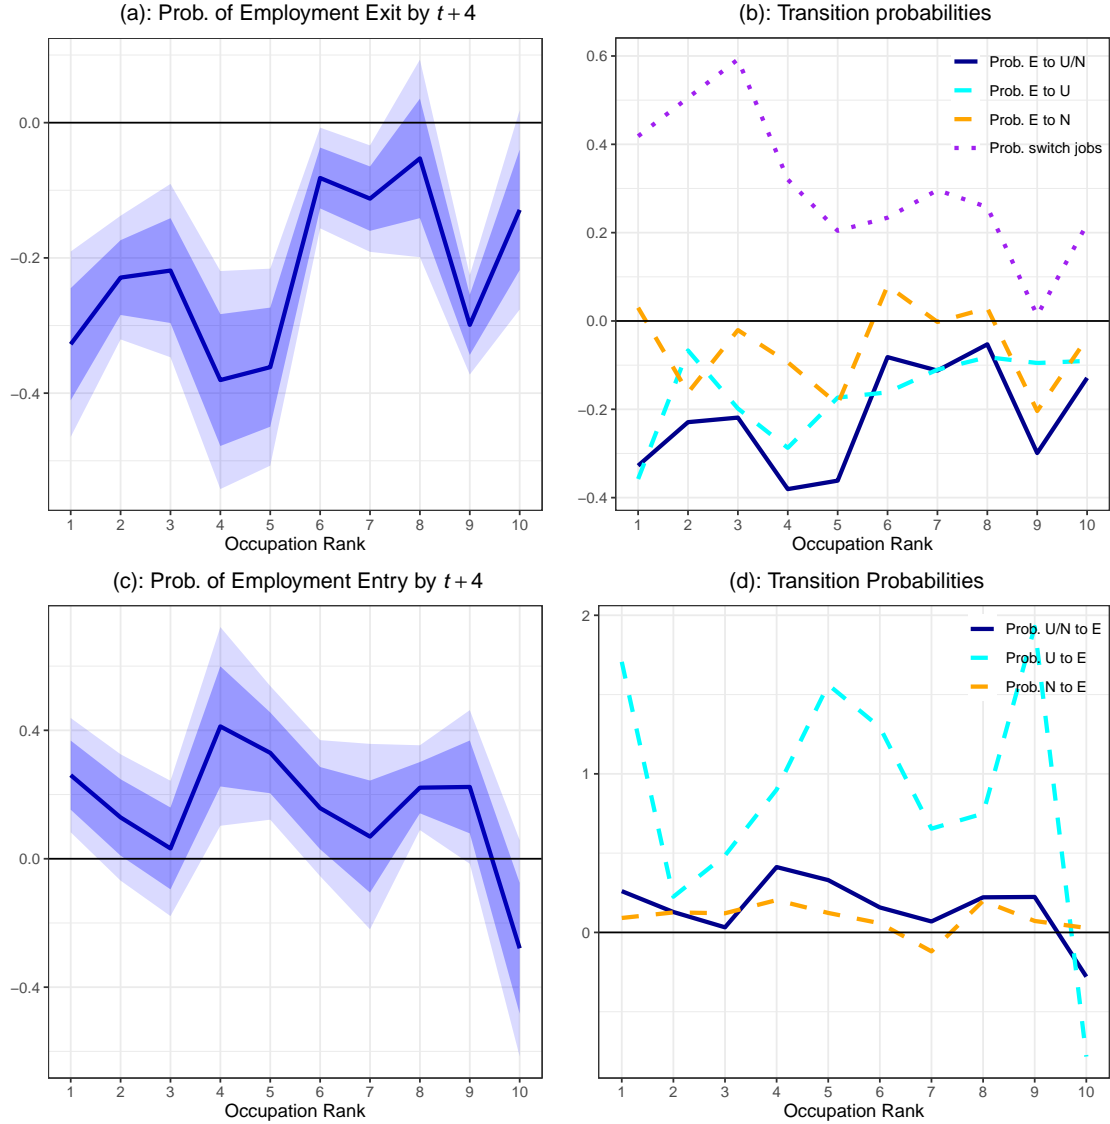 (a): Prob. of Employment Exit by t + 4
0.0
−0.2
−0.4
1 2 3 4 5 6 7 8 9 10
Occupation Rank
(b): Transition probabilities
0.6
0.4
0.2
0.0
−0.2
−0.4
Prob. E to U/N
Prob. E to U
Prob. E to N
Prob. switch jobs
1 2 3 4 5 6 7 8 9 10
Occupation Rank
(c): Prob. of Employment Entry by t + 4
0.4
0.0
−0.4
1 2 3 4 5 6 7 8 9 10
Occupation Rank
(d): Transition Probabilities
2
1
0
Prob. U/N to E
Prob. U to E
Prob. N to E
1 2 3 4 5 6 7 8 9 10
Occupation Rank